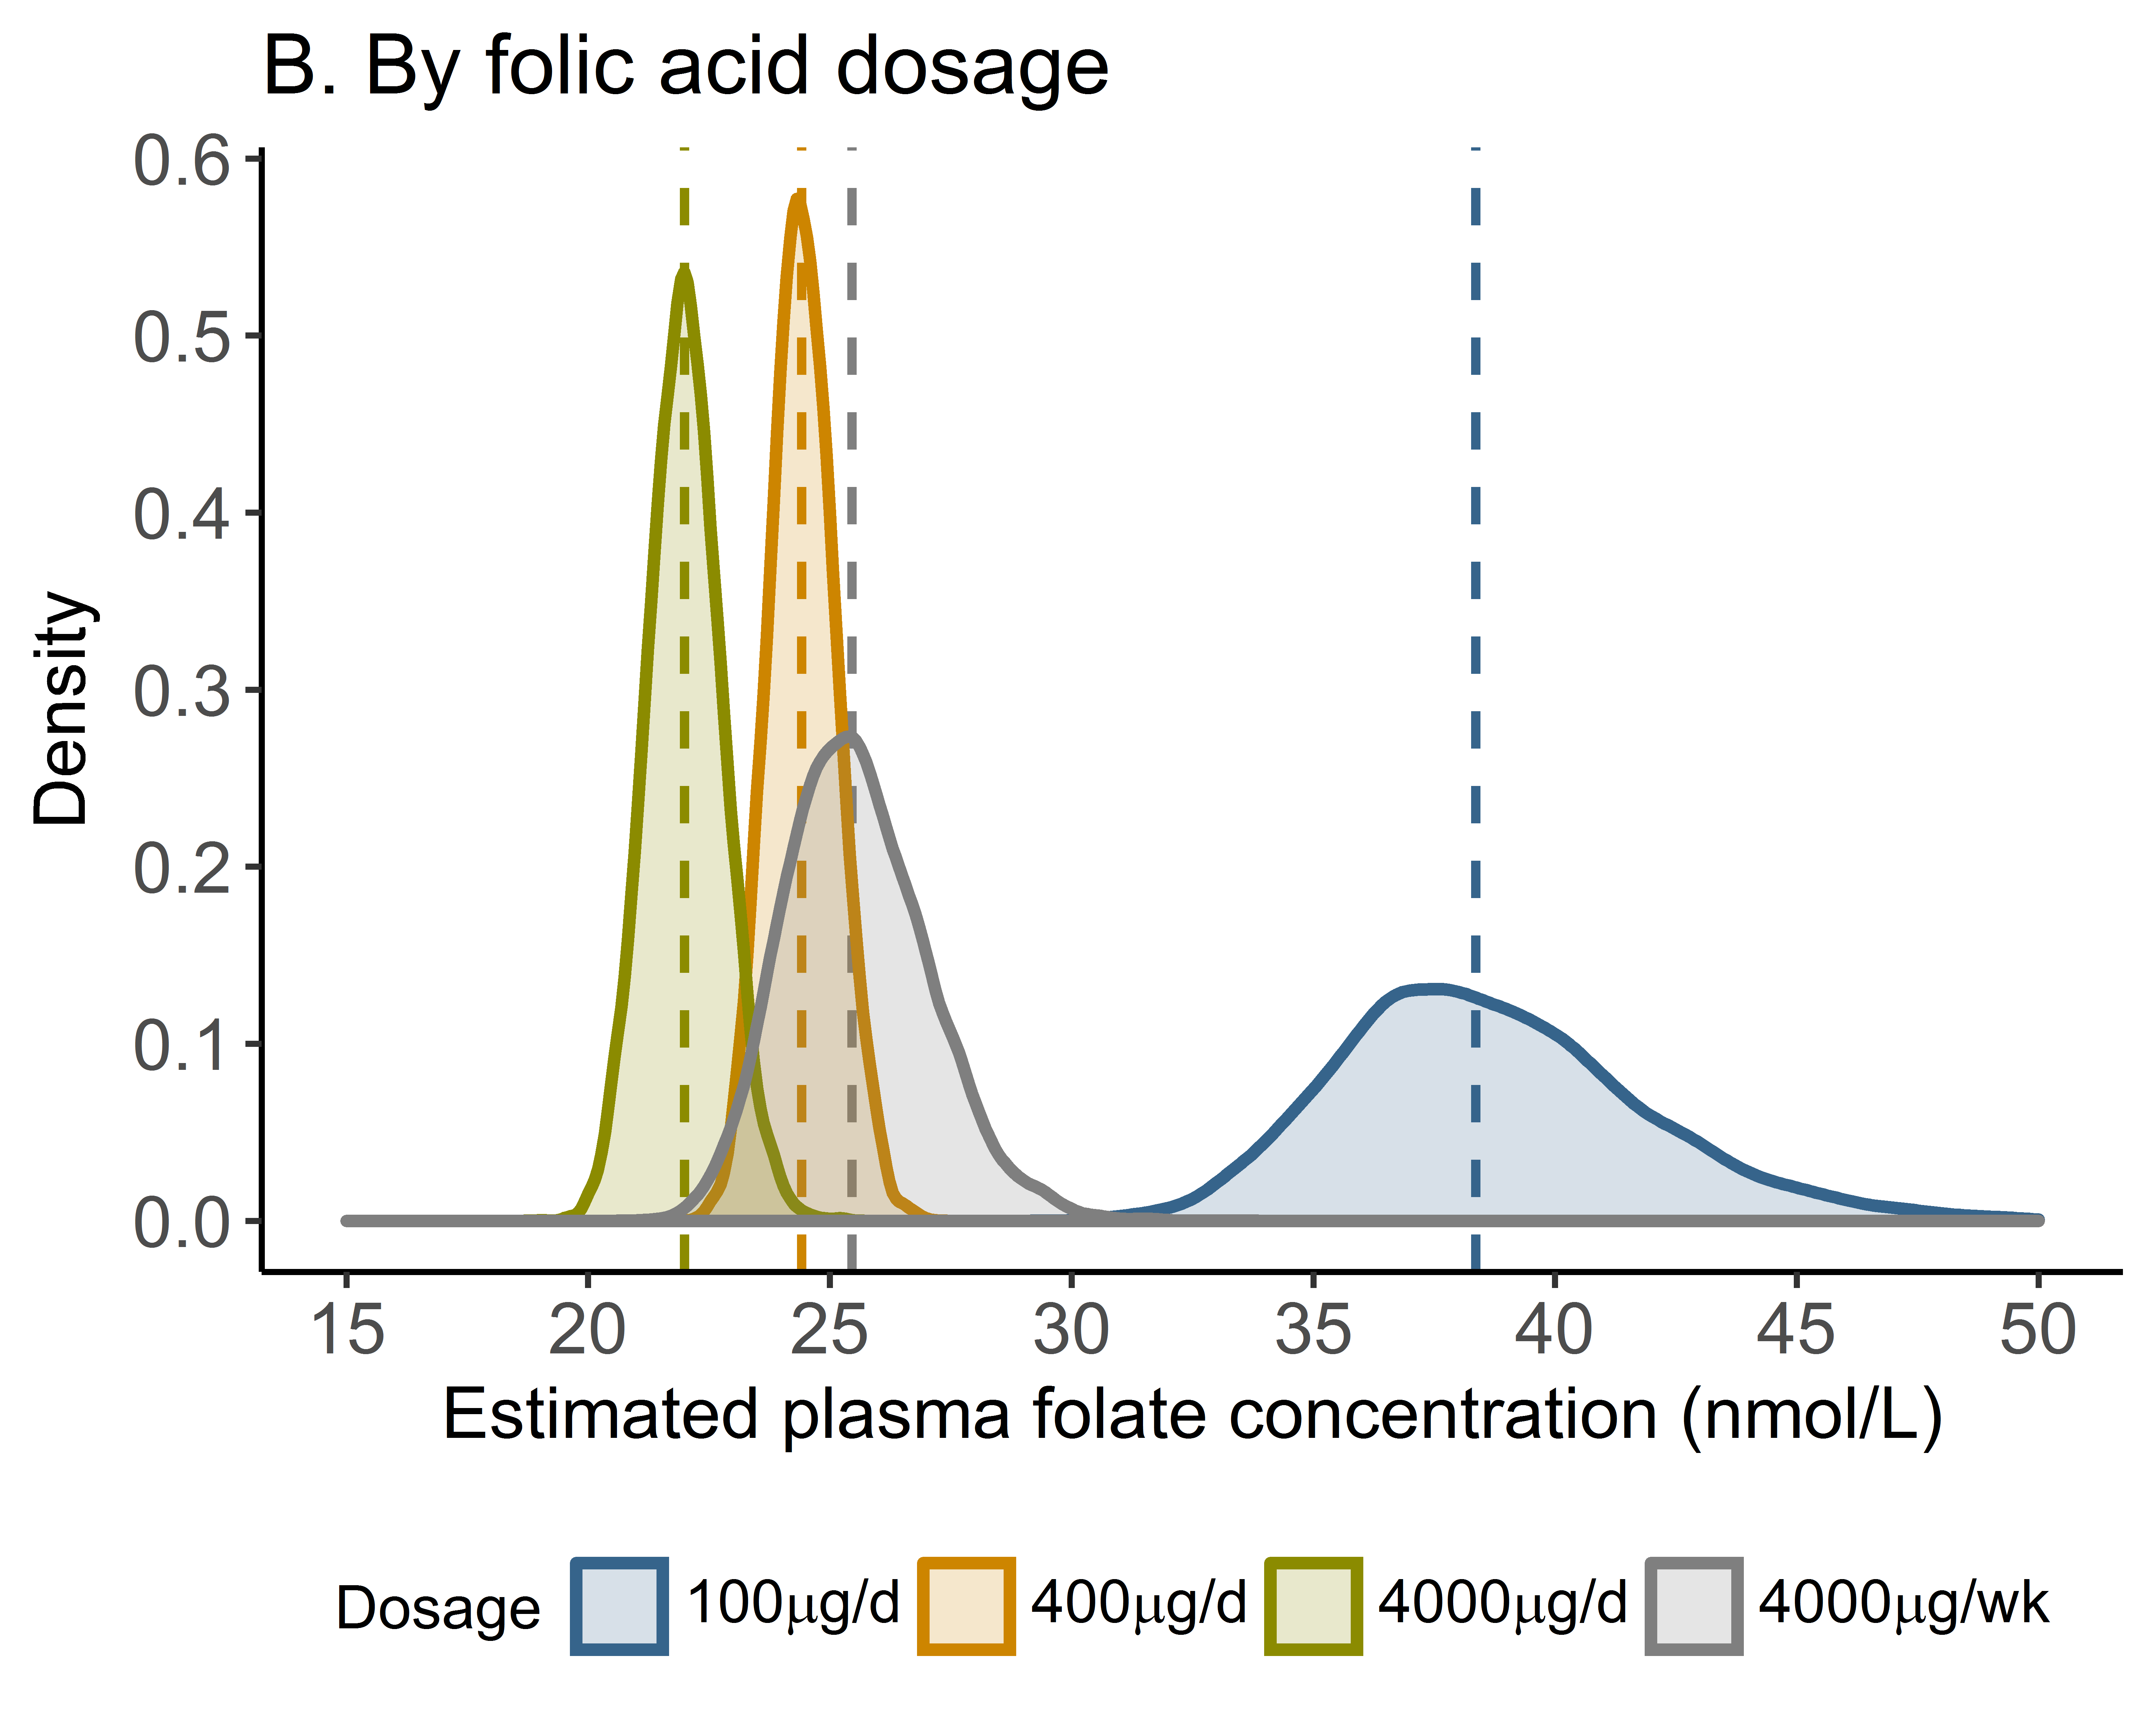 B. By folic acid dosage
0.6
0.5
0.4
0.3
0.2
0.1
0.0
Density
15 20 25 30 35 40 45 50
Estimated plasma folate concentration (nmol/L)
Dosage 100μg/d 400μg/d 4000μg/d 4000μg/wk